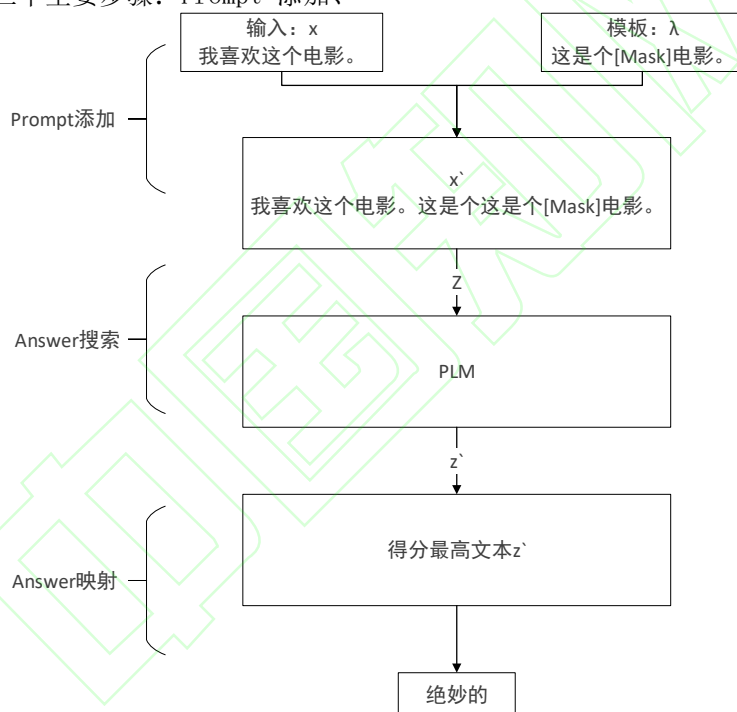 三个主要步骤: Prompt 添加、
输入：x
我喜欢这个电影。
模板：λ
这是个[Mask]电影。
Prompt添加
x`
我喜欢这个电影。这是个这是个[Mask]电影。
Z
Answer搜索
PLM
z`
得分最高文本z`
Answer映射
绝妙的
中国知网